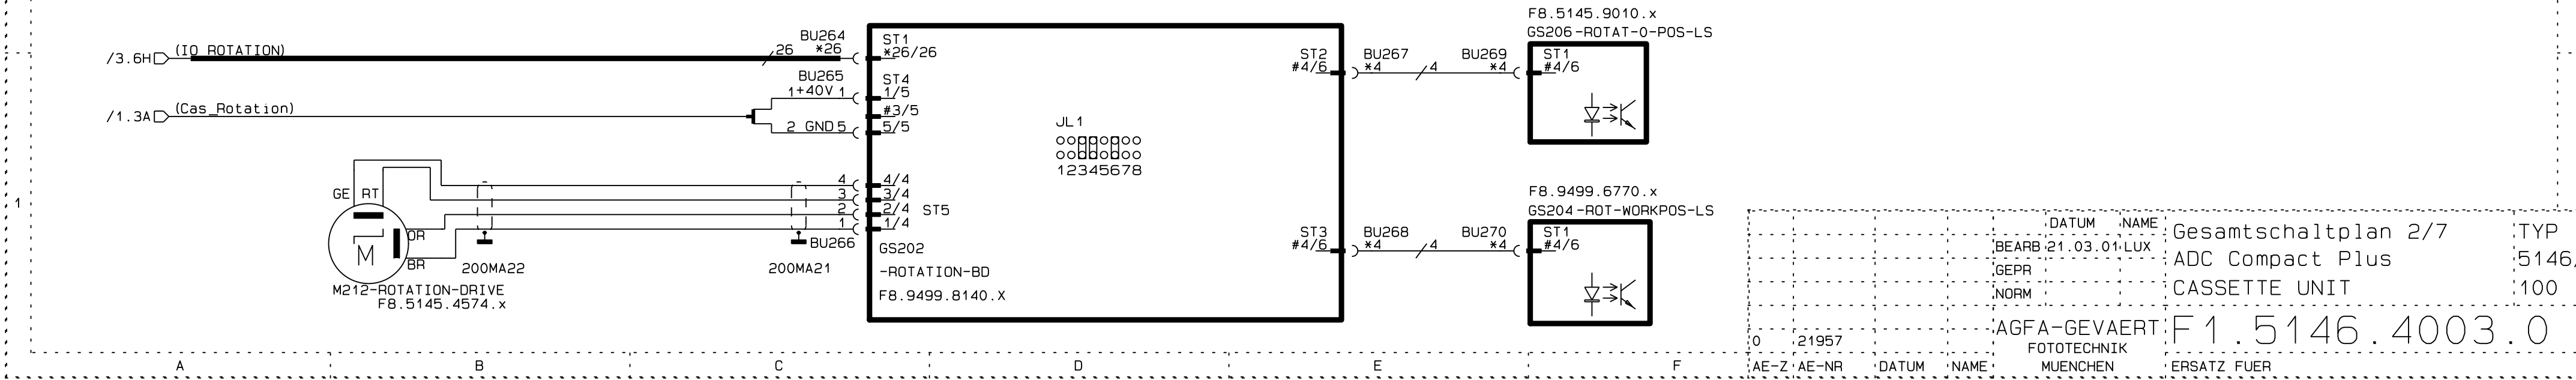 F8.5145.9010.x
GS206-ROTAT-0-POS-LS
/3.6H (IO_ROTATION) 26 BU264 *26 ST1 *26/26
ST2 #4/6 BU267 *4 4 BU269 *4 ST1 #4/6
BU265 ST4
1 +40V 1 1/5
#3/5
/1.3A (Cas_Rotation)
2 GND 5 5/5
JL1
12345678
GE RT
4 4/4
3 3/4
2 2/4 ST5
1 1/4
OR
BR
M
BU266
200MA22 200MA21
M212-ROTATION-DRIVE
F8.5145.4574.x
GS202
-ROTATION-BD
F8.9499.8140.X
F8.9499.6770.x
GS204-ROT-WORKPOS-LS
ST3 #4/6 BU268 *4 4 BU270 *4 ST1 #4/6
1
DATUM NAME
BEARB 21.03.01 LUX
GEPR
NORM
Gesamtschaltplan 2/7
ADC Compact Plus
CASSETTE UNIT
TYP
5146,
100
AGFA-GEVAERT
FOTOTECHNIK
MUENCHEN
F1.5146.4003.0
ERSATZ FUER
0 21957
AE-Z AE-NR DATUM NAME
A B C D E F